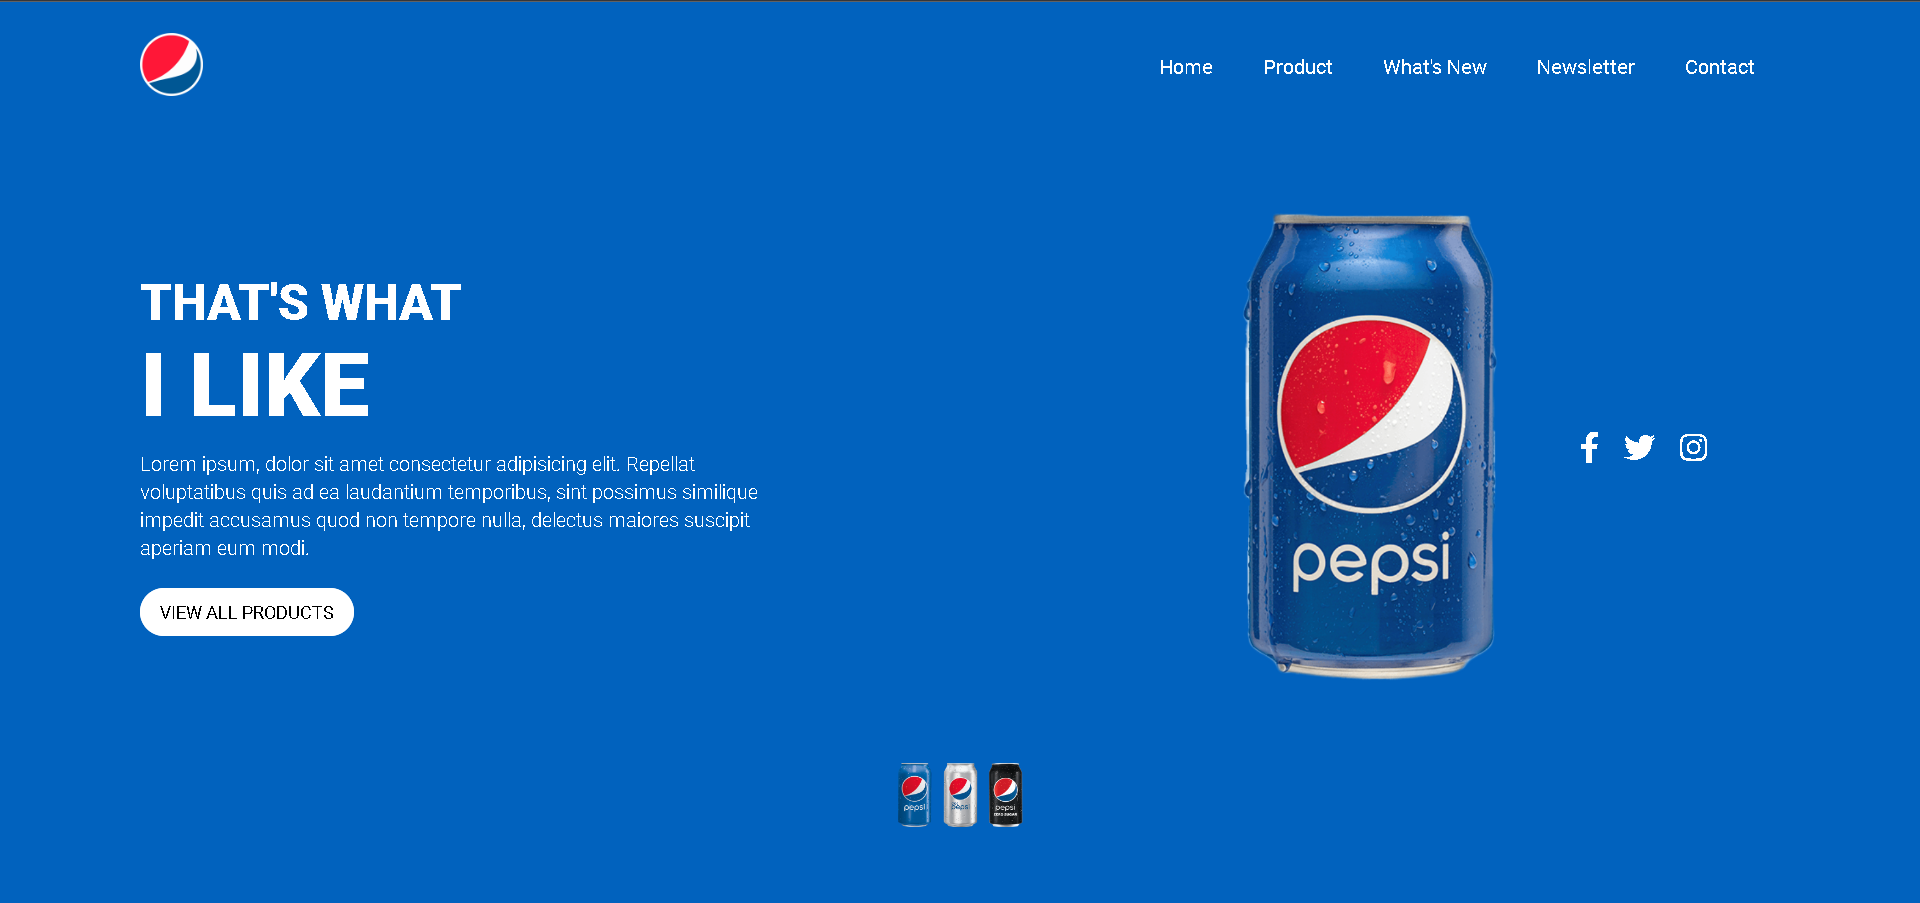 Home Product What's New Newsletter Contact
THAT'S WHAT
I LIKE
Lorem ipsum, dolor sit amet consectetur adipisicing elit. Repellat
voluptatibus quis ad ea laudantium temporibus, sint possimus similique
impedit accusamus quod non tempore nulla, delectus maiores suscipit
aperiam eum modi.
VIEW ALL PRODUCTS
pepsi
pepsi
pepsi
pepsi
ZERO SUGAR